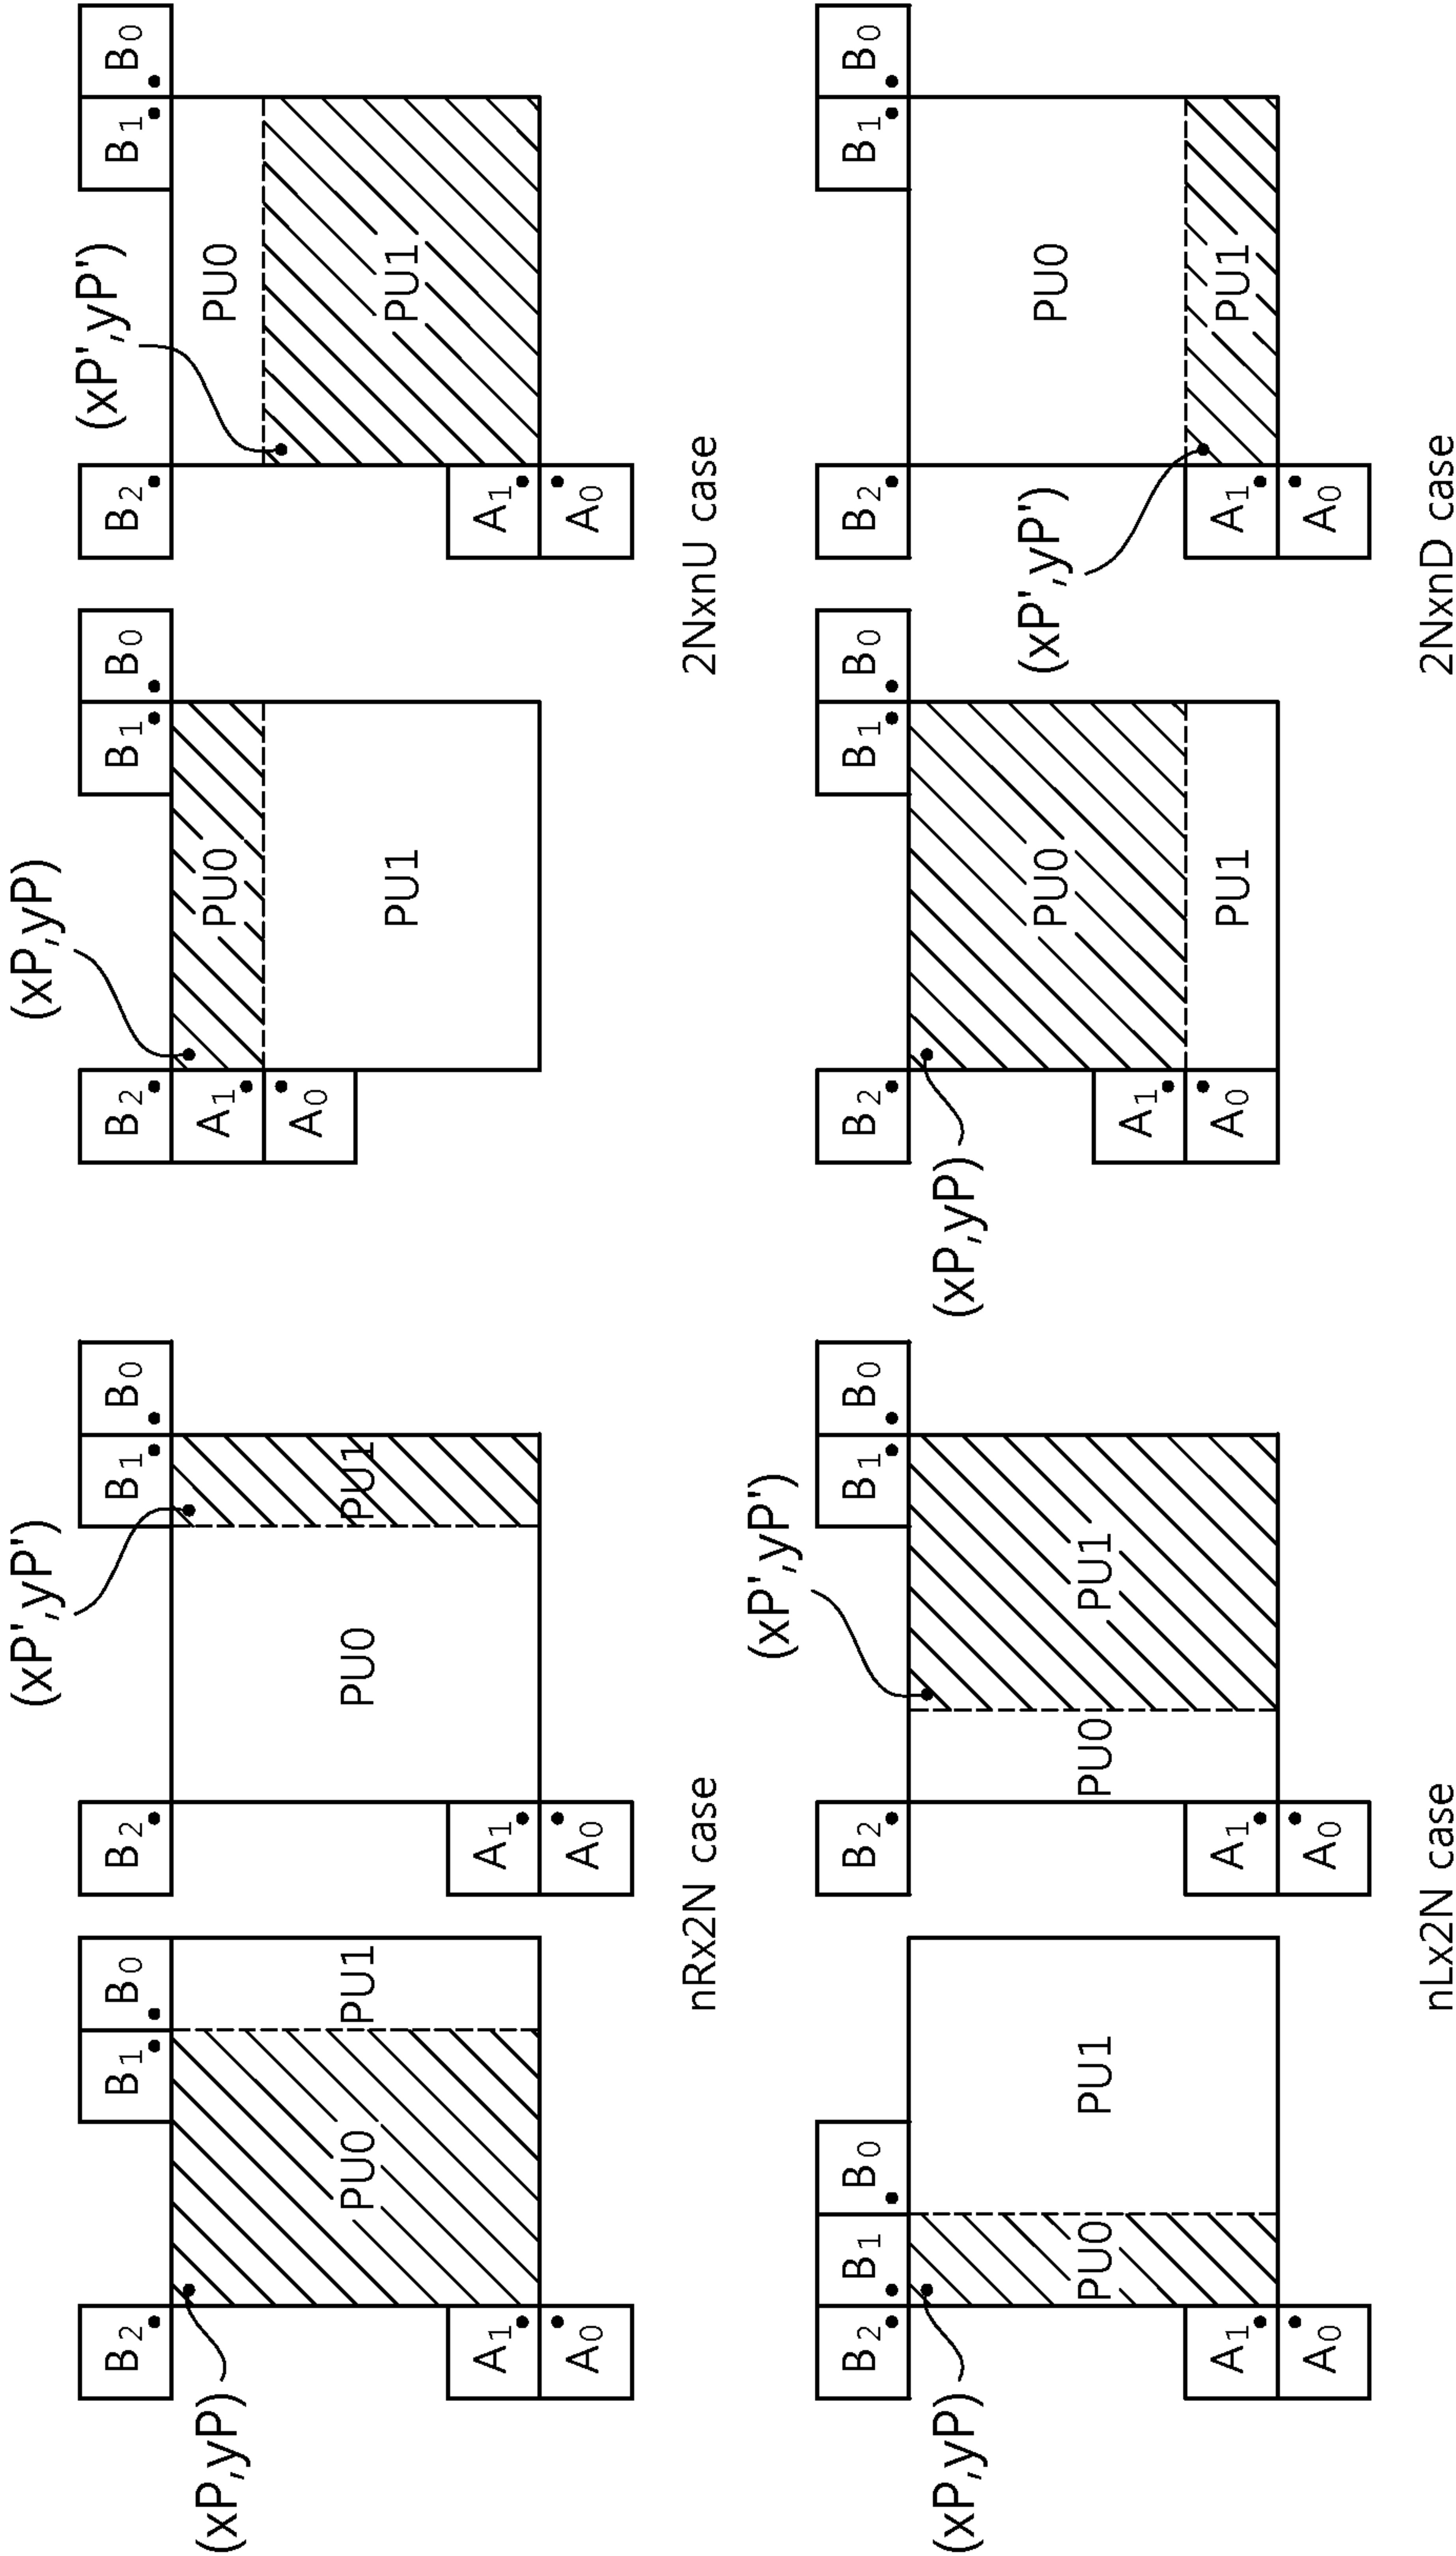 (xP,yP)
B2 B1 B0
PU0 PU1
A1
A0
(xP',yP')
B2 B1 B0
PU0 PU1
A1
A0
nRx2N case
(xP,yP)
B2 B1 B0
A1 PU0
A0
PU1
(xP',yP')
B2 B1 B0
PU0
PU1
A1
A0
2NxnU case
(xP,yP)
B2 B1 B0
PU0 PU1
A1
A0
(xP',yP')
B2 B1 B0
PU0 PU1
A1
A0
nLx2N case
(xP,yP)
B2 B1 B0
PU0
A1
A0 PU1
(xP',yP')
B2 B1 B0
PU0
A1 PU1
A0
2NxnD case